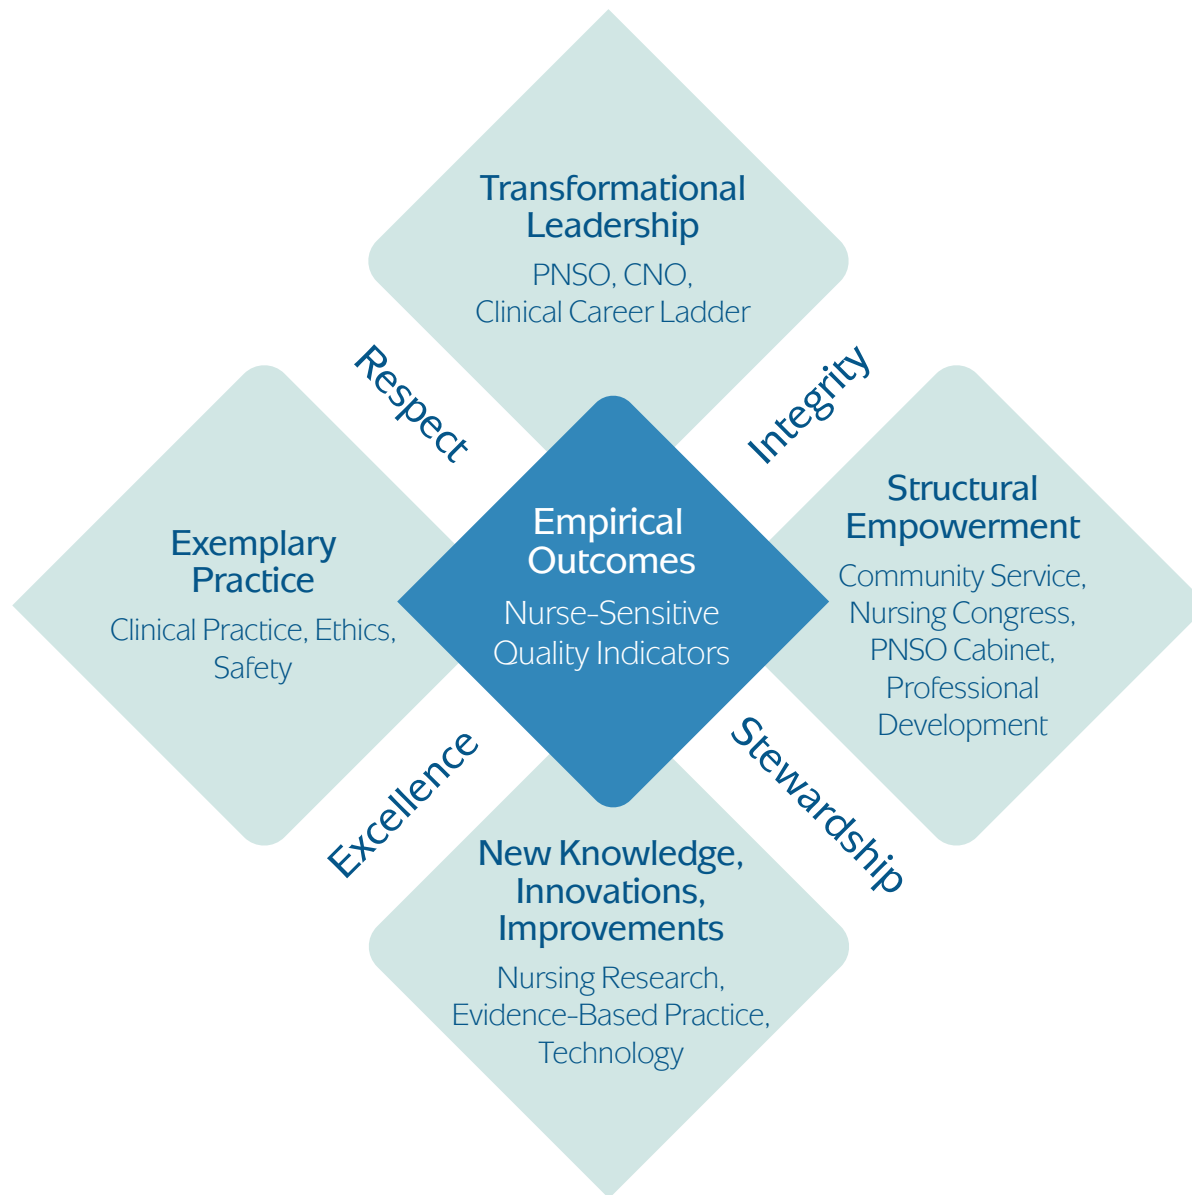 Transformational
Leadership
PNSO, CNO,
Clinical Career Ladder
Respect
Integrity
Exemplary
Practice
Clinical Practice, Ethics,
Safety
Empirical
Outcomes
Nurse-Sensitive
Quality Indicators
Structural
Empowerment
Community Service,
Nursing Congress,
PNSO Cabinet,
Professional
Development
Excellence
Stewardship
New Knowledge,
Innovations,
Improvements
Nursing Research,
Evidence-Based Practice,
Technology